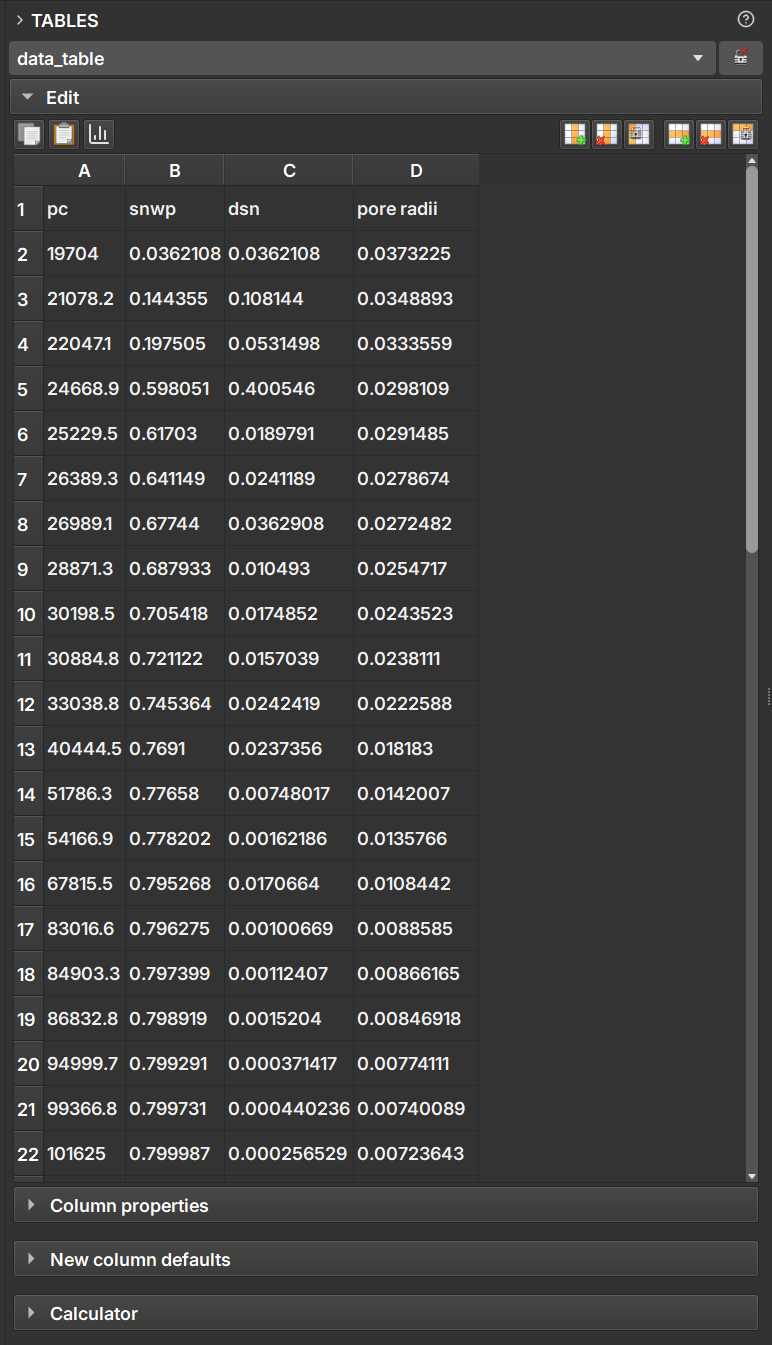 TABLES
data_table
Edit
A B C D
1 pc snwp dsn pore radii
2 19704 0.0362108 0.0362108 0.0373225
3 21078.2 0.144355 0.108144 0.0348893
4 22047.1 0.197505 0.0531498 0.0333559
5 24668.9 0.598051 0.400546 0.0298109
6 25229.5 0.61703 0.0189791 0.0291485
7 26389.3 0.641149 0.0241189 0.0278674
8 26989.1 0.67744 0.0362908 0.0272482
9 28871.3 0.687933 0.010493 0.0254717
10 30198.5 0.705418 0.0174852 0.0243523
11 30884.8 0.721122 0.0157039 0.0238111
12 33038.8 0.745364 0.0242419 0.0222588
13 40444.5 0.7691 0.0237356 0.018183
14 51786.3 0.77658 0.00748017 0.0142007
15 54166.9 0.778202 0.00162186 0.0135766
16 67815.5 0.795268 0.0170664 0.0108442
17 83016.6 0.796275 0.00100669 0.0088585
18 84903.3 0.797399 0.00112407 0.00866165
19 86832.8 0.798919 0.0015204 0.00846918
20 94999.7 0.799291 0.000371417 0.00774111
21 99366.8 0.799731 0.000440236 0.00740089
22 101625 0.799987 0.000256529 0.00723643
Column properties
New column defaults
Calculator